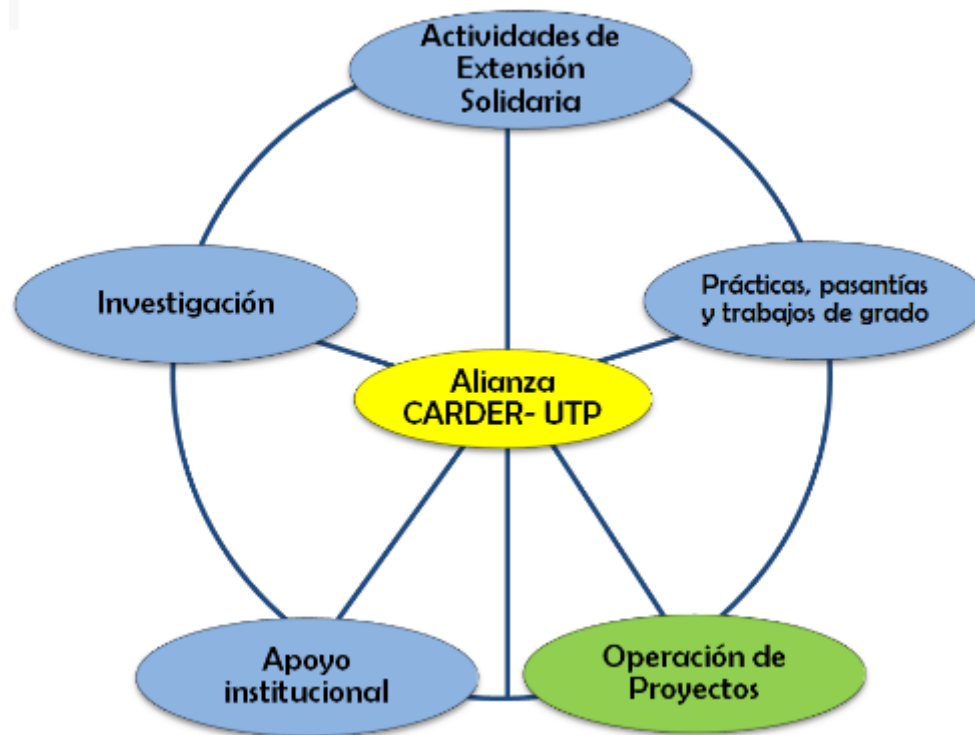 Actividades de
Extensión
Solidaria
Investigación
Prácticas, pasantías
y trabajos de grado
Alianza
CARDER- UTP
Apoyo
institucional
Operación de
Proyectos